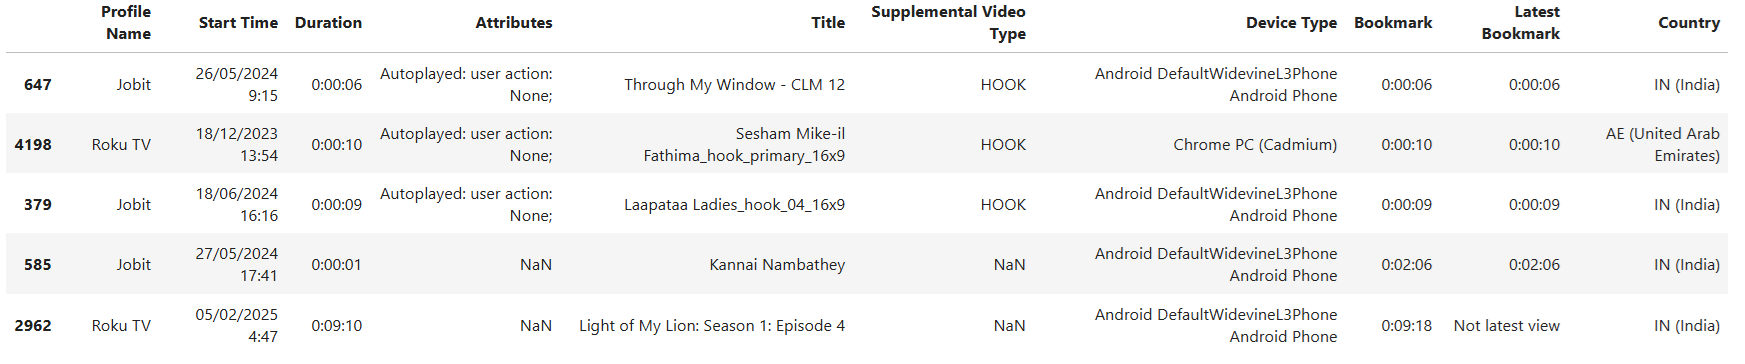 Profile Name Start Time Duration Attributes Title Supplemental Video Type Device Type Bookmark Latest Bookmark Country
647 Jobit 26/05/2024 9:15 0:00:06 Autoplayed: user action: None; Through My Window - CLM 12 HOOK Android DefaultWidevineL3Phone Android Phone 0:00:06 0:00:06 IN (India)
4198 Roku TV 18/12/2023 13:54 0:00:10 Autoplayed: user action: None; Sesham Mike-il Fathima_hook_primary_16x9 HOOK Chrome PC (Cadmium) 0:00:10 0:00:10 AE (United Arab Emirates)
379 Jobit 18/06/2024 16:16 0:00:09 Autoplayed: user action: None; Laapataa Ladies_hook_04_16x9 HOOK Android DefaultWidevineL3Phone Android Phone 0:00:09 0:00:09 IN (India)
585 Jobit 27/05/2024 17:41 0:00:01 NaN Kannai Nambathey NaN Android DefaultWidevineL3Phone Android Phone 0:02:06 0:02:06 IN (India)
2962 Roku TV 05/02/2025 4:47 0:09:10 NaN Light of My Lion: Season 1: Episode 4 NaN Android DefaultWidevineL3Phone Android Phone 0:09:18 Not latest view IN (India)